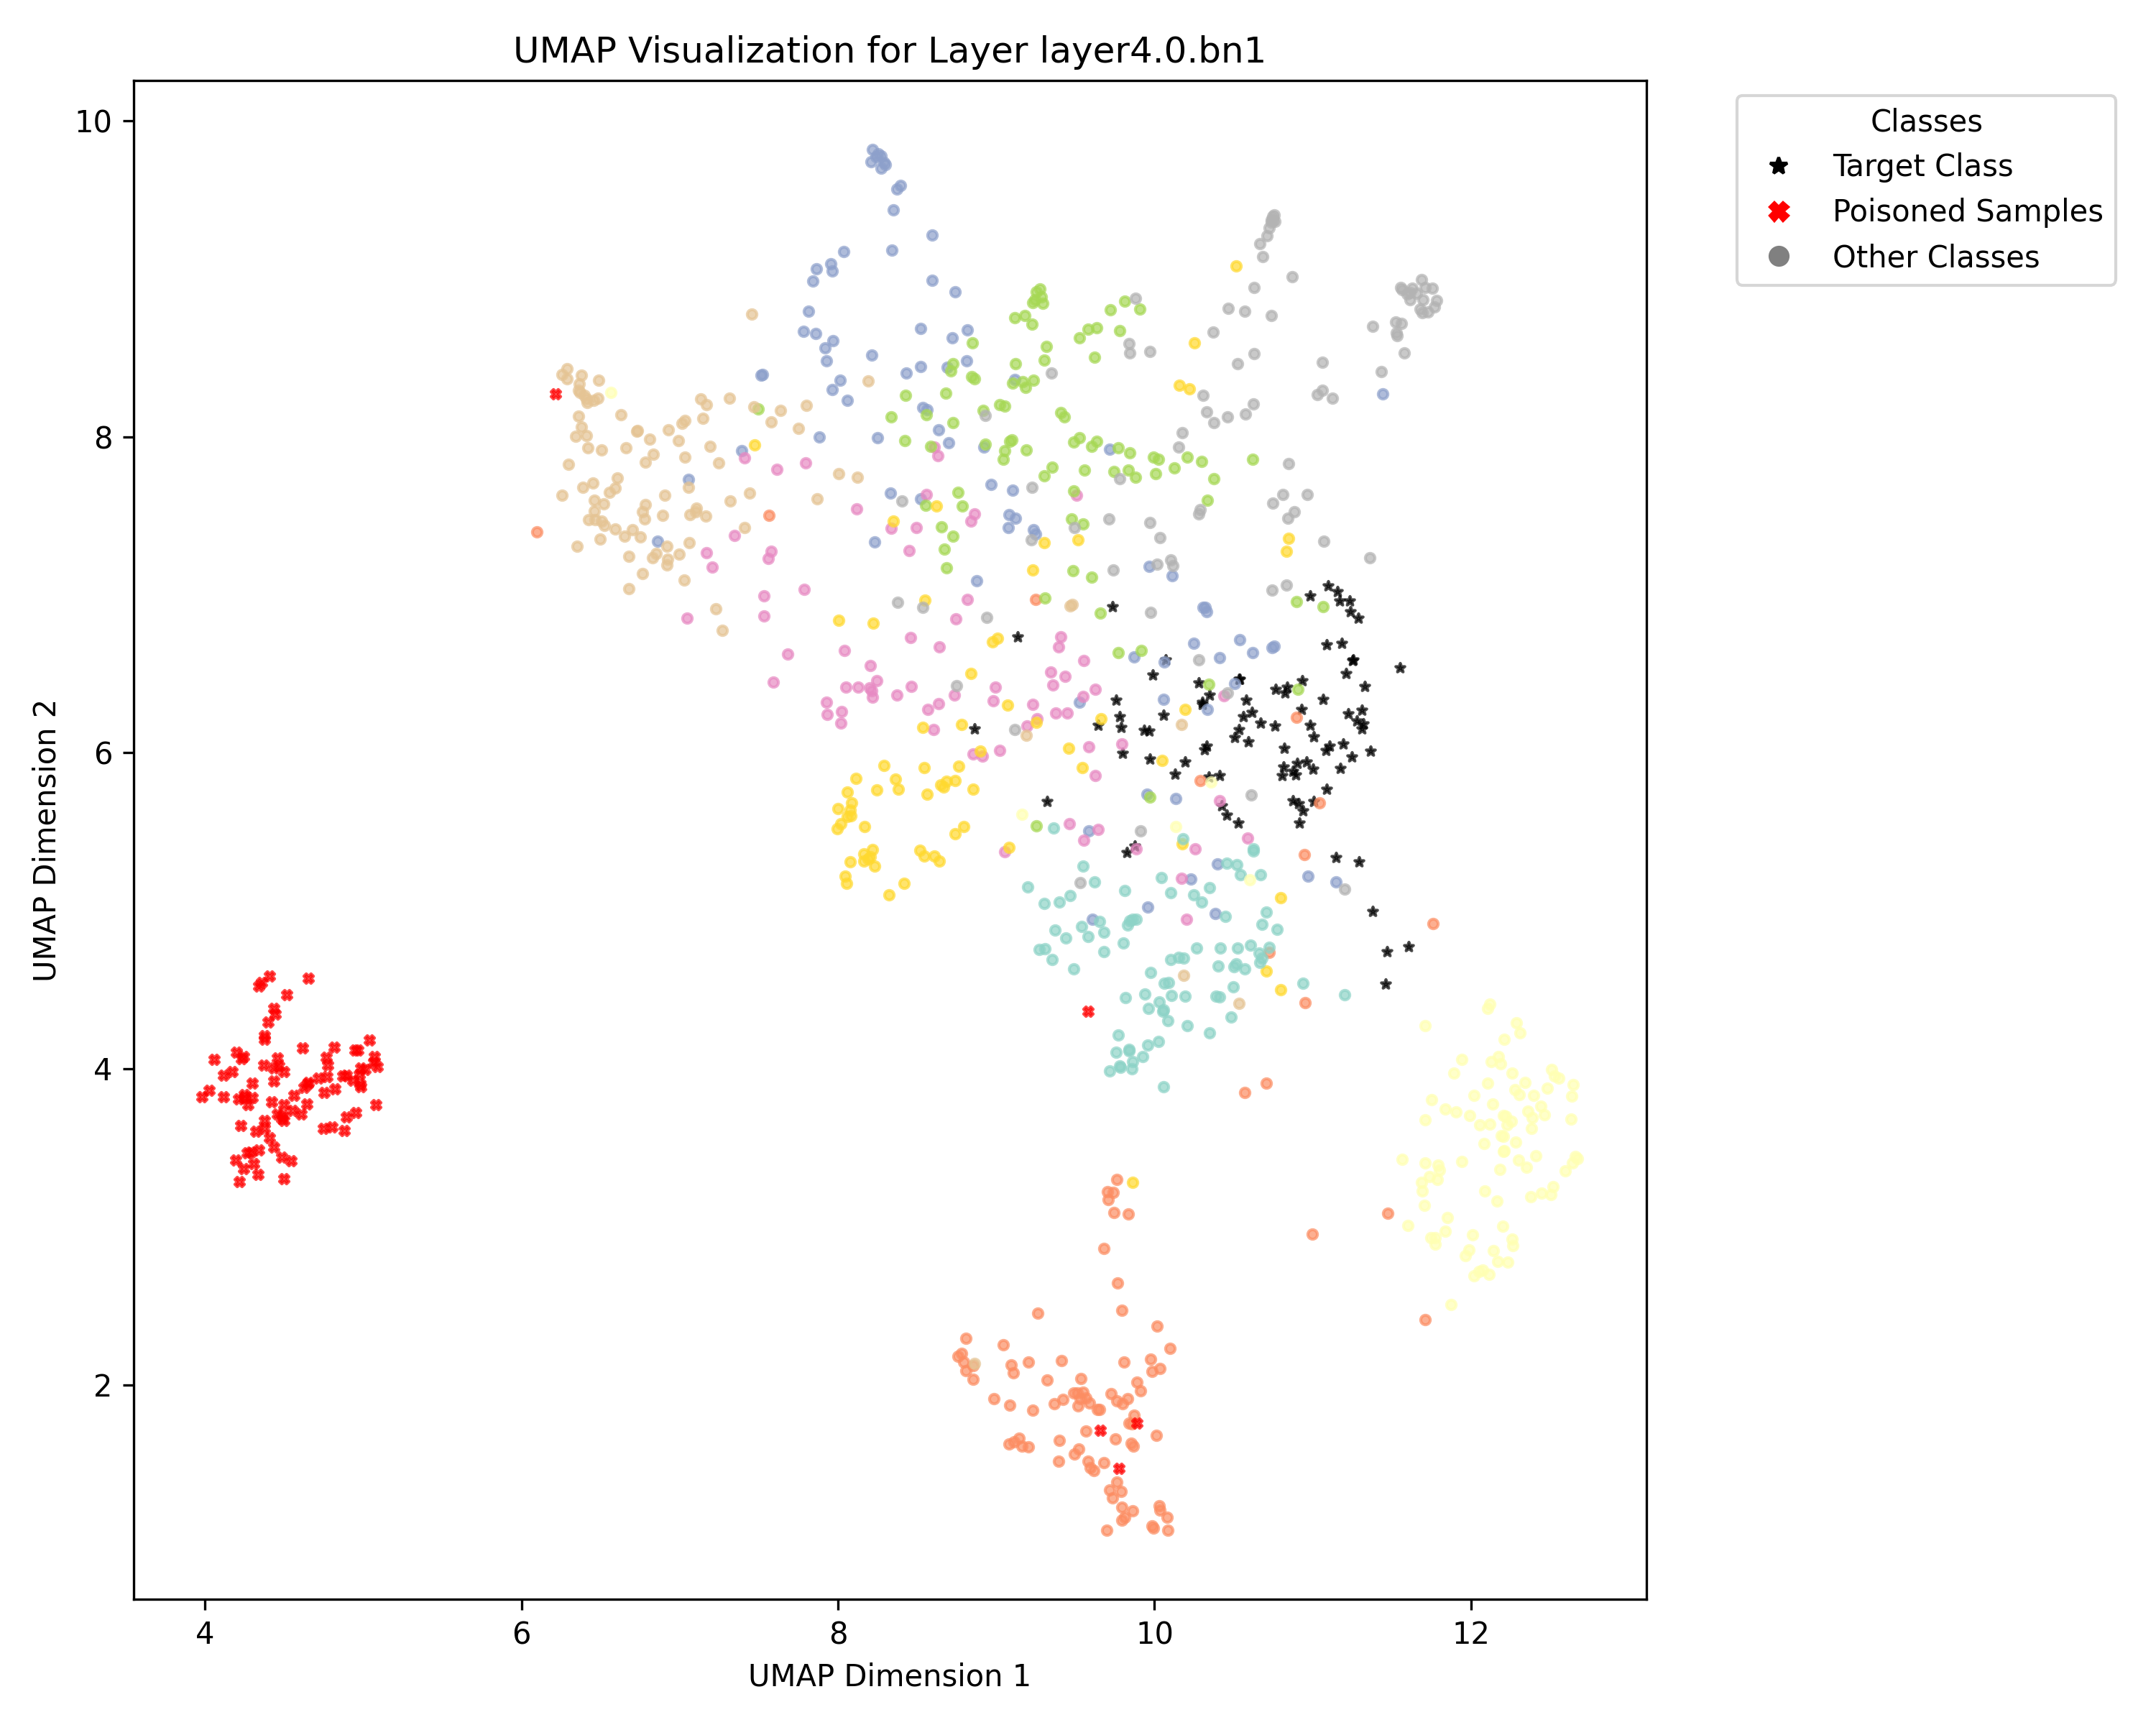 UMAP Visualization for Layer layer4.0.bn1
Classes
Target Class
Poisoned Samples
Other Classes
UMAP Dimension 2
10
8
6
4
2
4 6 8 10 12
UMAP Dimension 1